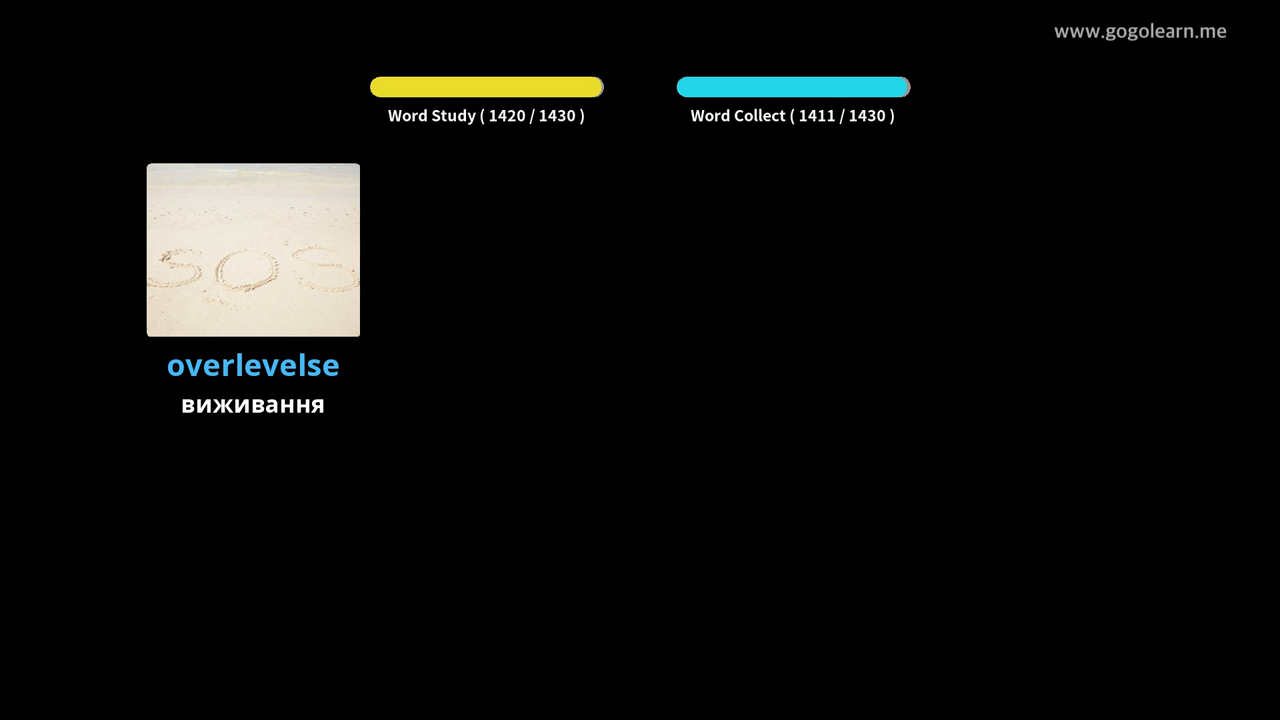 www.gogolearn.me
Word Study ( 1420 / 1430 )
Word Collect ( 1411 / 1430 )
SOS
overlevelse
виживання